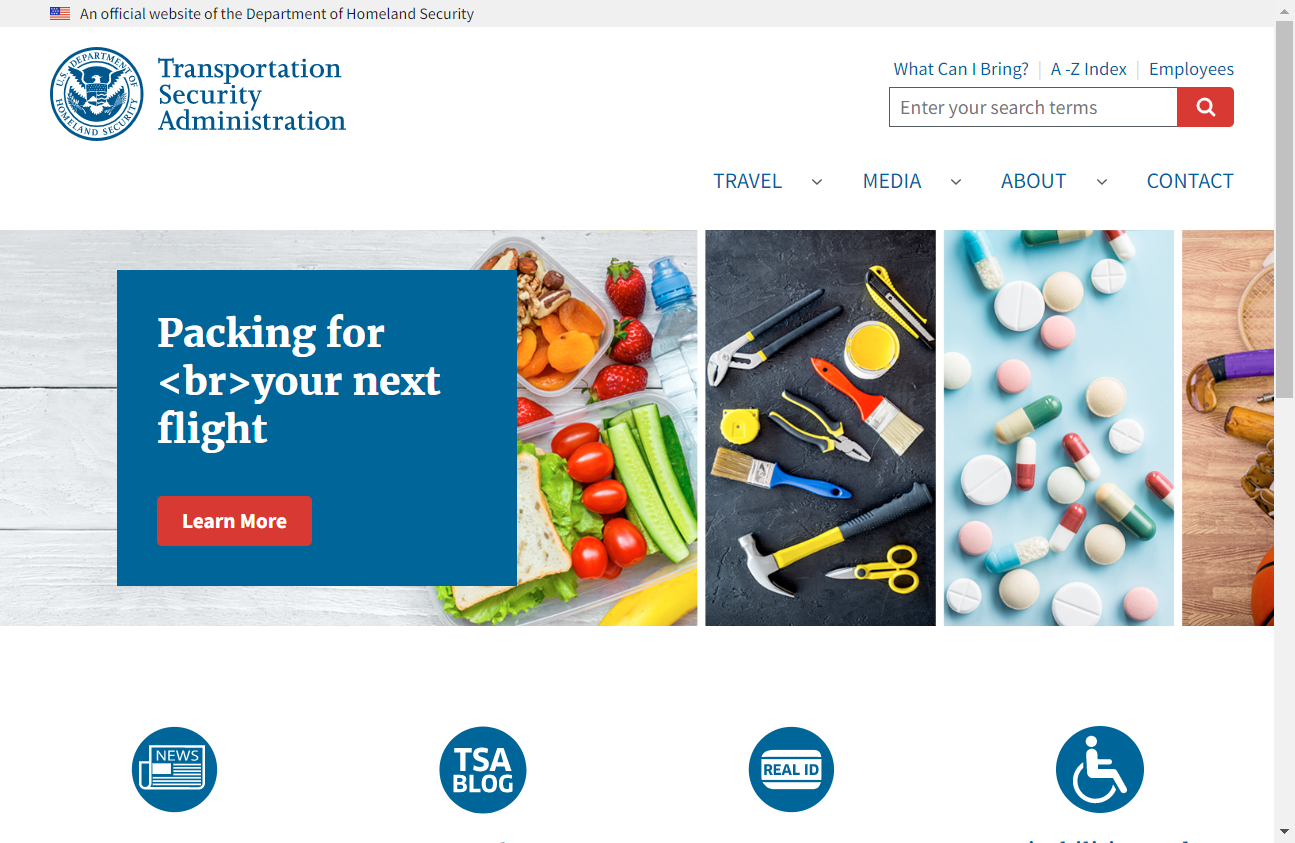 An official website of the Department of Homeland Security
U.S. DEPARTMENT OF HOMELAND SECURITY
Transportation
Security
Administration
What Can I Bring? | A -Z Index | Employees
Enter your search terms
TRAVEL MEDIA ABOUT CONTACT
Packing for
<br>your next
flight
Learn More
NEWS
TSA
BLOG
REAL ID